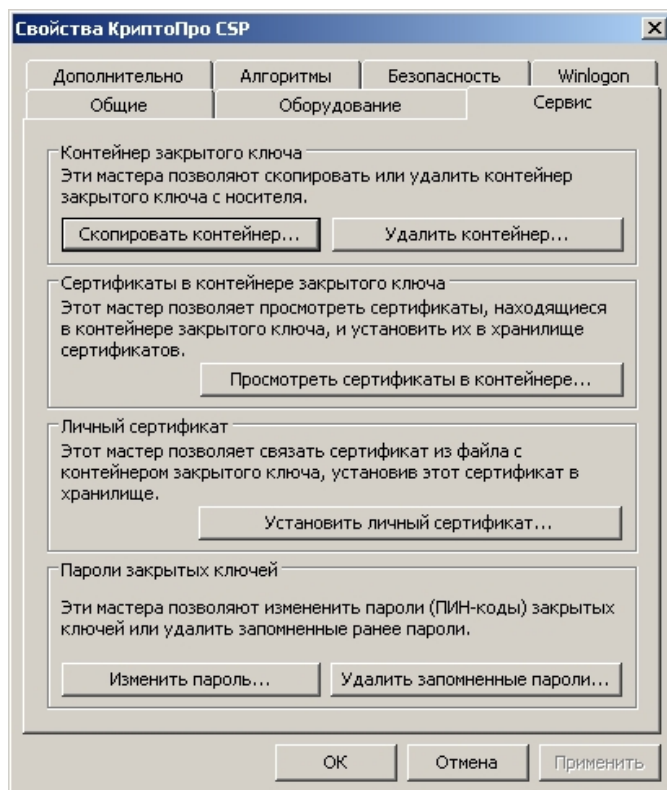 Свойства КриптоПро CSP
Дополнительно
Алгоритмы
Безопасность
Winlogon
Общие
Оборудование
Сервис
Контейнер закрытого ключа
Эти мастера позволяют скопировать или удалить контейнер
закрытого ключа с носителя.
Скопировать контейнер...
Удалить контейнер...
Сертификаты в контейнере закрытого ключа
Этот мастер позволяет просмотреть сертификаты, находящиеся
в контейнере закрытого ключа, и установить их в хранилище
сертификатов.
Просмотреть сертификаты в контейнере...
Личный сертификат
Этот мастер позволяет связать сертификат из файла с
контейнером закрытого ключа, установив этот сертификат в
хранилище.
Установить личный сертификат...
Пароли закрытых ключей
Эти мастера позволяют измененить пароли (ПИН-коды) закрытых
ключей или удалить запомненные ранее пароли.
Изменить пароль...
Удалить запомненные пароли...
ОК
Отмена
Применить